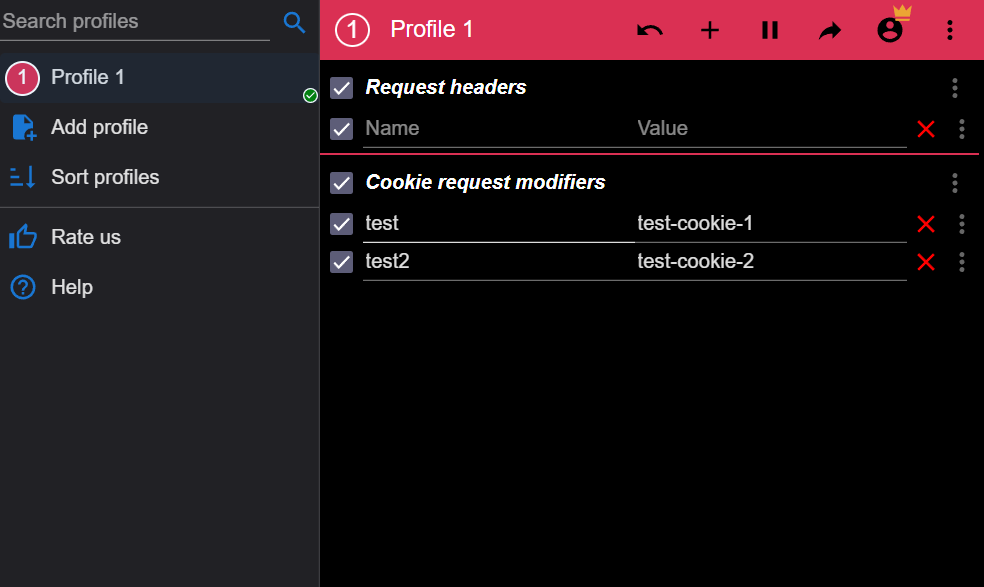 Search profiles
1 Profile 1
Add profile
Sort profiles
Rate us
Help
1 Profile 1
Request headers
Name Value
Cookie request modifiers
test test-cookie-1
test2 test-cookie-2